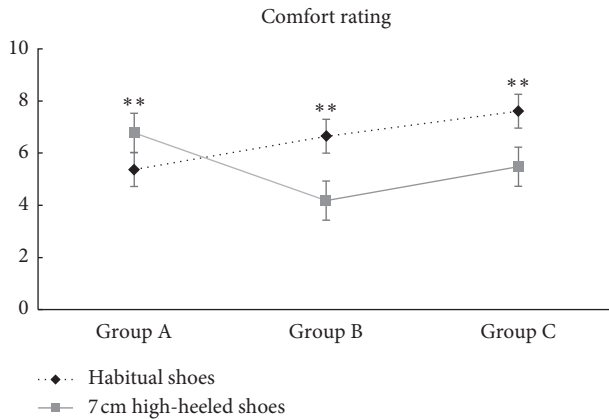 Comfort rating
10
8
6
4
2
0
**
**
**
Group A
Group B
Group C
Habitual shoes
7 cm high-heeled shoes